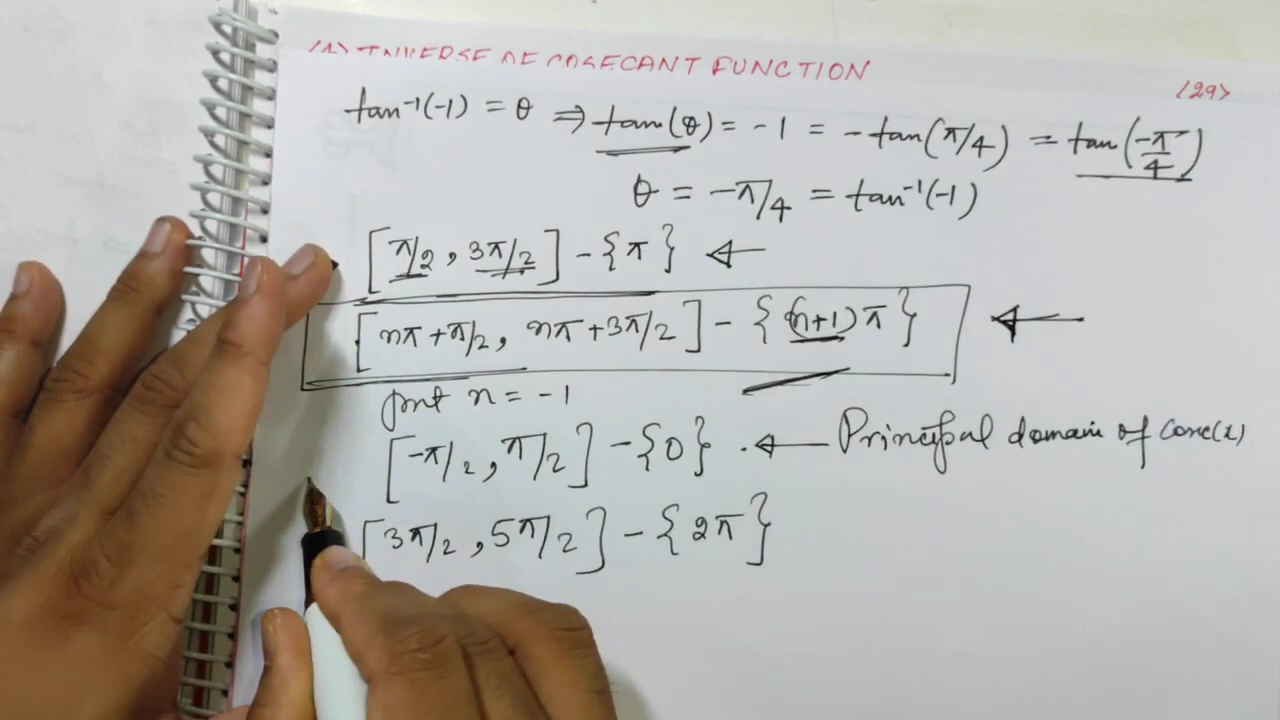 (A) INVERSE OF COSECANT FUNCTION
<29>
tan⁻¹(-1) = θ ⇒ tan(θ) = -1 = -tan(π/4) = tan(-π/4)
θ = -π/4 = tan⁻¹(-1)
[π/2, 3π/2] - {π} ←
[nπ + π/2, nπ + 3π/2] - {(n+1)π} ←
put n = -1
[-π/2, π/2] - {0} . ← Principal domain of cosec(x)
[3π/2, 5π/2] - {2π}